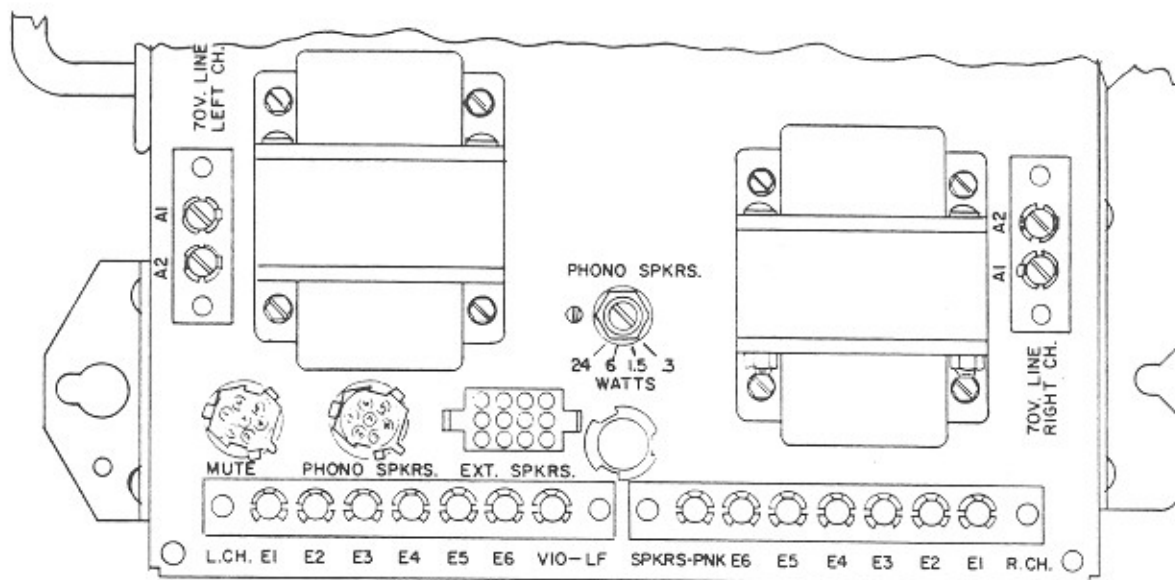 70V. LINE
LEFT CH.
A1
A2
PHONO SPKRS.
24 6 1.5 .3
WATTS
A2
A1
70V. LINE
RIGHT CH.
MUTE PHONO SPKRS. EXT. SPKRS.
L.CH. E1 E2 E3 E4 E5 E6 VIO-LF SPKRS-PNK E6 E5 E4 E3 E2 E1 R.CH.